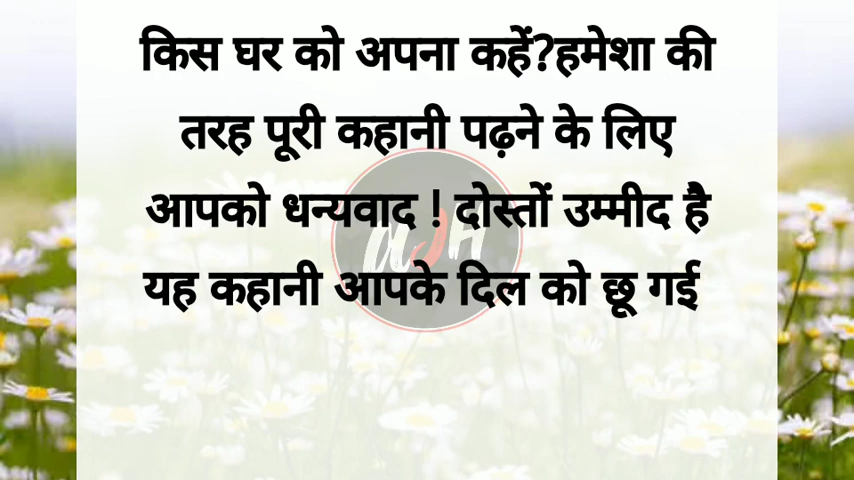 किस घर को अपना कहें?हमेशा की
तरह पूरी कहानी पढ़ने के लिए
आपको धन्यवाद ! दोस्तों उम्मीद है
यह कहानी आपके दिल को छू गई